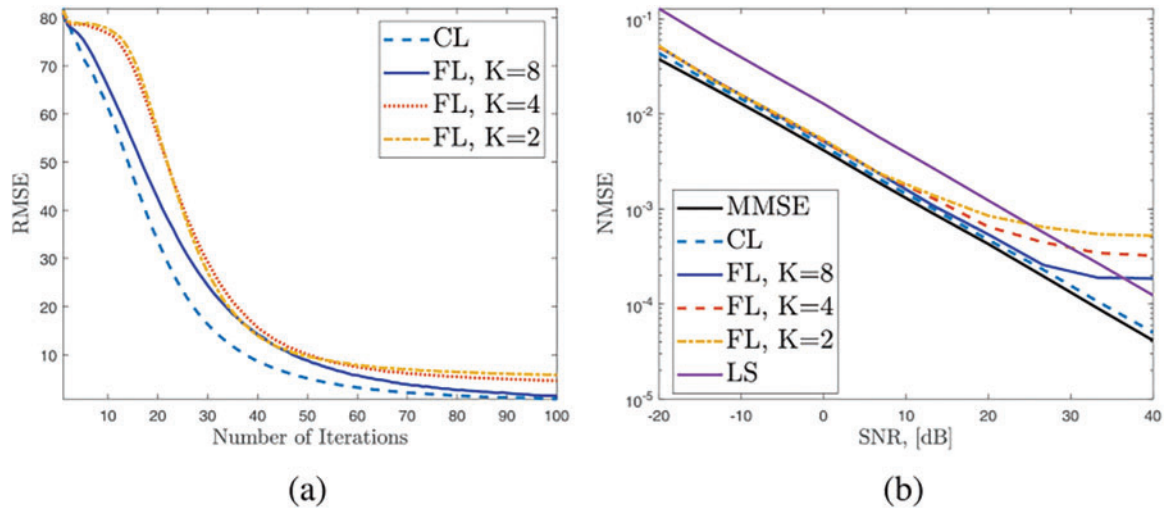 80
70
60
50
40
30
20
10
RMSE
10 20 30 40 50 60 70 80 90 100
Number of Iterations
CL
FL, K=8
FL, K=4
FL, K=2
(a)
10-1
10-2
10-3
10-4
10-5
NMSE
-20 -10 0 10 20 30 40
SNR, [dB]
MMSE
CL
FL, K=8
FL, K=4
FL, K=2
LS
(b)